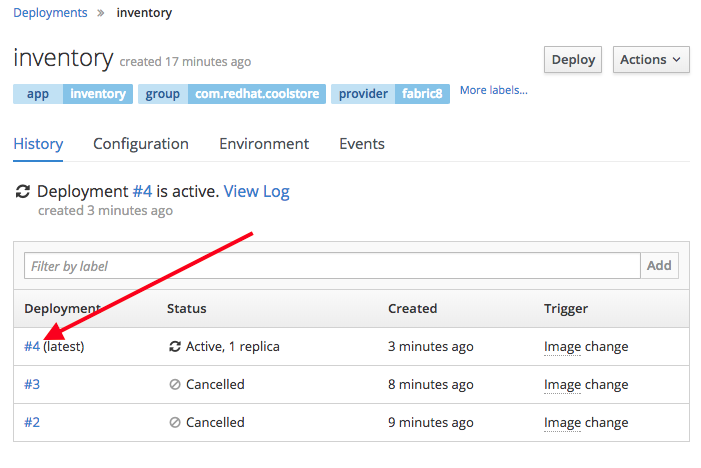 Deployments » inventory
inventory created 17 minutes ago
Deploy
Actions
app inventory group com.redhat.coolstore provider fabric8 More labels...
History Configuration Environment Events
Deployment #4 is active. View Log
created 3 minutes ago
Filter by label
Add
Deployment Status Created Trigger
#4 (latest) Active, 1 replica 3 minutes ago Image change
#3 Cancelled 8 minutes ago Image change
#2 Cancelled 9 minutes ago Image change